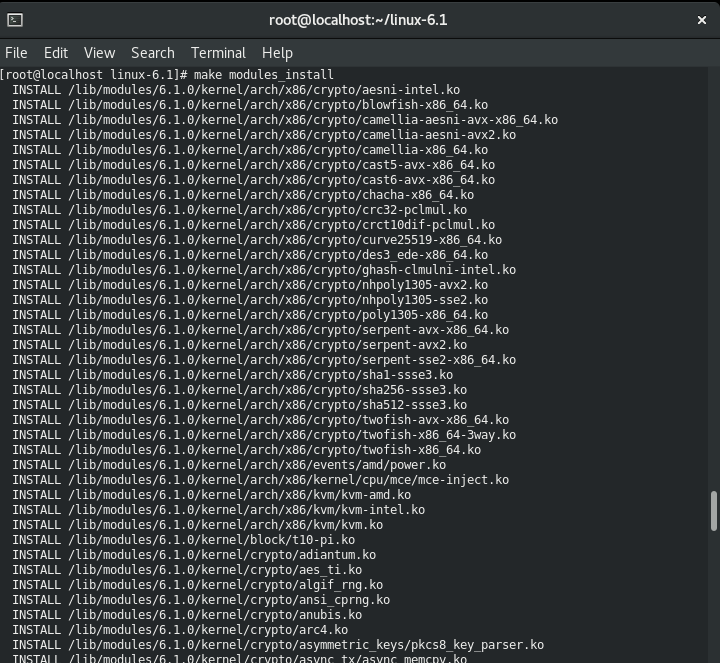 root@localhost:~/linux-6.1
File Edit View Search Terminal Help
[root@localhost linux-6.1]# make modules_install
INSTALL /lib/modules/6.1.0/kernel/arch/x86/crypto/aesni-intel.ko
INSTALL /lib/modules/6.1.0/kernel/arch/x86/crypto/blowfish-x86_64.ko
INSTALL /lib/modules/6.1.0/kernel/arch/x86/crypto/camellia-aesni-avx-x86_64.ko
INSTALL /lib/modules/6.1.0/kernel/arch/x86/crypto/camellia-aesni-avx2.ko
INSTALL /lib/modules/6.1.0/kernel/arch/x86/crypto/camellia-x86_64.ko
INSTALL /lib/modules/6.1.0/kernel/arch/x86/crypto/cast5-avx-x86_64.ko
INSTALL /lib/modules/6.1.0/kernel/arch/x86/crypto/cast6-avx-x86_64.ko
INSTALL /lib/modules/6.1.0/kernel/arch/x86/crypto/chacha-x86_64.ko
INSTALL /lib/modules/6.1.0/kernel/arch/x86/crypto/crc32-pclmul.ko
INSTALL /lib/modules/6.1.0/kernel/arch/x86/crypto/crct10dif-pclmul.ko
INSTALL /lib/modules/6.1.0/kernel/arch/x86/crypto/curve25519-x86_64.ko
INSTALL /lib/modules/6.1.0/kernel/arch/x86/crypto/des3_ede-x86_64.ko
INSTALL /lib/modules/6.1.0/kernel/arch/x86/crypto/ghash-clmulni-intel.ko
INSTALL /lib/modules/6.1.0/kernel/arch/x86/crypto/nhpoly1305-avx2.ko
INSTALL /lib/modules/6.1.0/kernel/arch/x86/crypto/nhpoly1305-sse2.ko
INSTALL /lib/modules/6.1.0/kernel/arch/x86/crypto/poly1305-x86_64.ko
INSTALL /lib/modules/6.1.0/kernel/arch/x86/crypto/serpent-avx-x86_64.ko
INSTALL /lib/modules/6.1.0/kernel/arch/x86/crypto/serpent-avx2.ko
INSTALL /lib/modules/6.1.0/kernel/arch/x86/crypto/serpent-sse2-x86_64.ko
INSTALL /lib/modules/6.1.0/kernel/arch/x86/crypto/sha1-ssse3.ko
INSTALL /lib/modules/6.1.0/kernel/arch/x86/crypto/sha256-ssse3.ko
INSTALL /lib/modules/6.1.0/kernel/arch/x86/crypto/sha512-ssse3.ko
INSTALL /lib/modules/6.1.0/kernel/arch/x86/crypto/twofish-avx-x86_64.ko
INSTALL /lib/modules/6.1.0/kernel/arch/x86/crypto/twofish-x86_64-3way.ko
INSTALL /lib/modules/6.1.0/kernel/arch/x86/crypto/twofish-x86_64.ko
INSTALL /lib/modules/6.1.0/kernel/arch/x86/events/amd/power.ko
INSTALL /lib/modules/6.1.0/kernel/arch/x86/kernel/cpu/mce/mce-inject.ko
INSTALL /lib/modules/6.1.0/kernel/arch/x86/kvm/kvm-amd.ko
INSTALL /lib/modules/6.1.0/kernel/arch/x86/kvm/kvm-intel.ko
INSTALL /lib/modules/6.1.0/kernel/arch/x86/kvm/kvm.ko
INSTALL /lib/modules/6.1.0/kernel/block/t10-pi.ko
INSTALL /lib/modules/6.1.0/kernel/crypto/adiantum.ko
INSTALL /lib/modules/6.1.0/kernel/crypto/aes_ti.ko
INSTALL /lib/modules/6.1.0/kernel/crypto/algif_rng.ko
INSTALL /lib/modules/6.1.0/kernel/crypto/ansi_cprng.ko
INSTALL /lib/modules/6.1.0/kernel/crypto/anubis.ko
INSTALL /lib/modules/6.1.0/kernel/crypto/arc4.ko
INSTALL /lib/modules/6.1.0/kernel/crypto/asymmetric_keys/pkcs8_key_parser.ko
INSTALL /lib/modules/6.1.0/kernel/crypto/async_tx/async_memcpy.ko